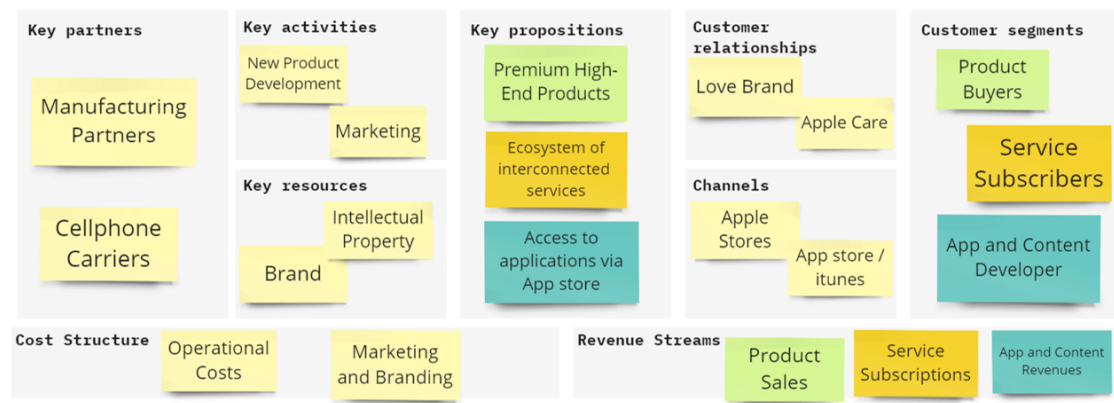 Key partners
Manufacturing
Partners
Cellphone
Carriers
Key activities
New Product
Development
Marketing
Key resources
Intellectual
Property
Brand
Key propositions
Premium High-
End Products
Ecosystem of
interconnected
services
Access to
applications via
App store
Customer
relationships
Love Brand
Apple Care
Channels
Apple
Stores
App store /
itunes
Customer segments
Product
Buyers
Service
Subscribers
App and Content
Developer
Cost Structure
Operational
Costs
Marketing
and Branding
Revenue Streams
Product
Sales
Service
Subscriptions
App and Content
Revenues